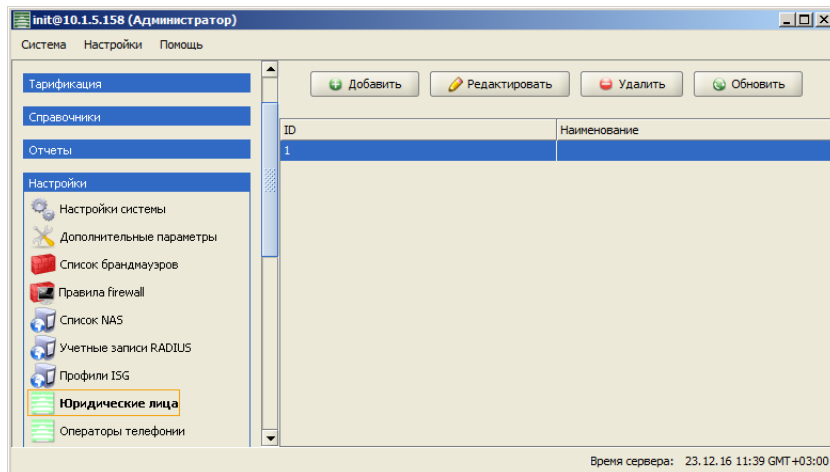 init@10.1.5.158 (Администратор)
Система Настройки Помощь
Тарификация
Справочники
Отчеты
Настройки
Настройки системы
Дополнительные параметры
Список брандмауэров
Правила firewall
Список NAS
Учетные записи RADIUS
Профили ISG
Юридические лица
Операторы телефонии
Добавить Редактировать Удалить Обновить
ID Наименование
1
Время сервера: 23.12.16 11:39 GMT+03:00